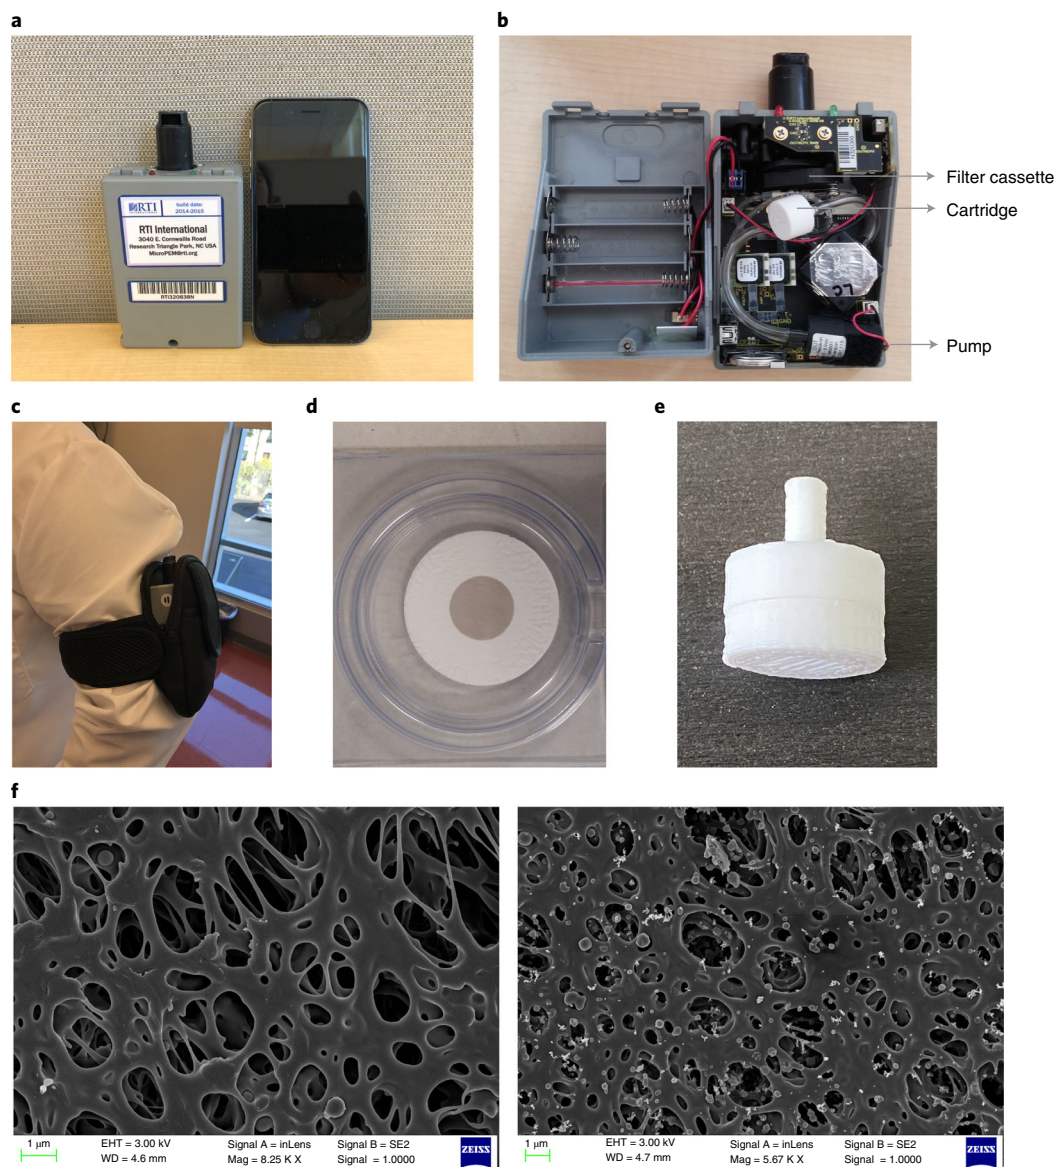 a
b
RTI
INTERNATIONAL
build date:
2014-2015
RTI International
3040 E. Cornwallis Road
Research Triangle Park, NC USA
MicroPEM@rti.org
RTI320838N
LC
Filter cassette
Cartridge
Pump
c
d
e
f
1 µm
EHT = 3.00 kV
WD = 4.6 mm
Signal A = inLens
Mag = 8.25 K X
Signal B = SE2
Signal = 1.0000
ZEISS
1 µm
EHT = 3.00 kV
WD = 4.7 mm
Signal A = inLens
Mag = 5.67 K X
Signal B = SE2
Signal = 1.0000
ZEISS